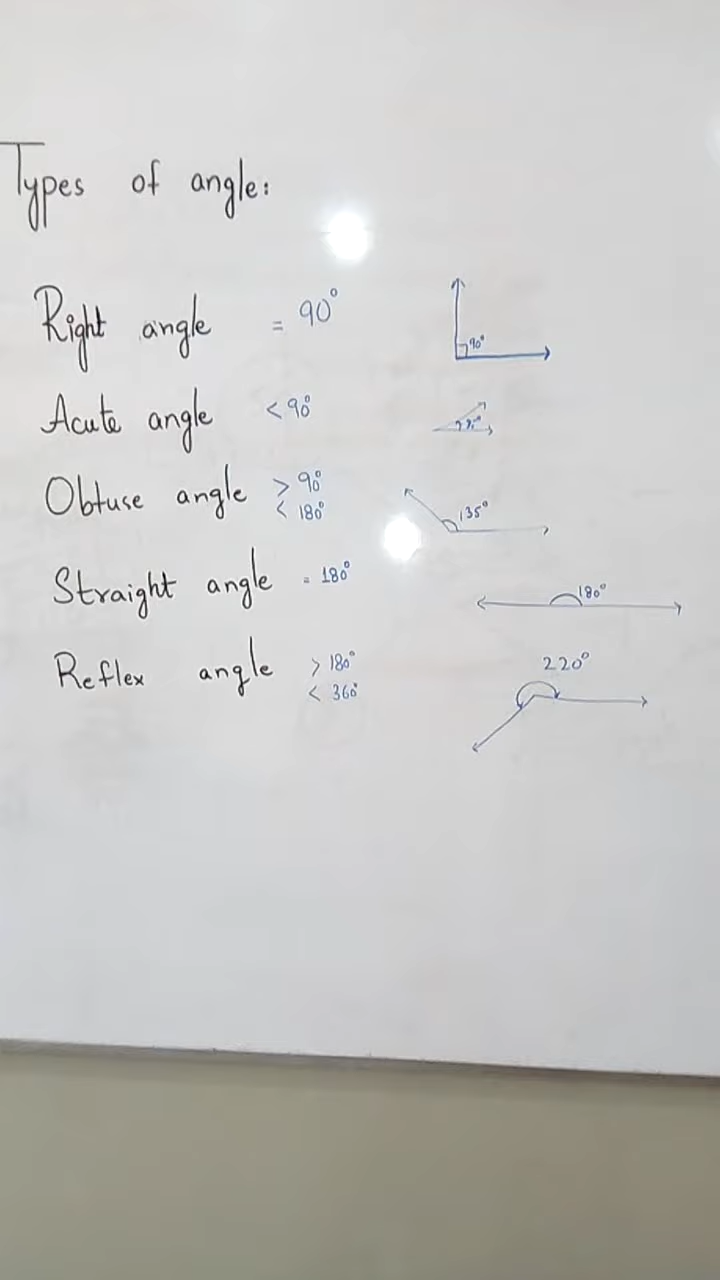 Types of angle:
Right angle = 90°
90°
Acute angle < 90°
Obtuse angle > 90°
< 180°
135°
Straight angle = 180°
180°
Reflex angle > 180°
< 360°
220°